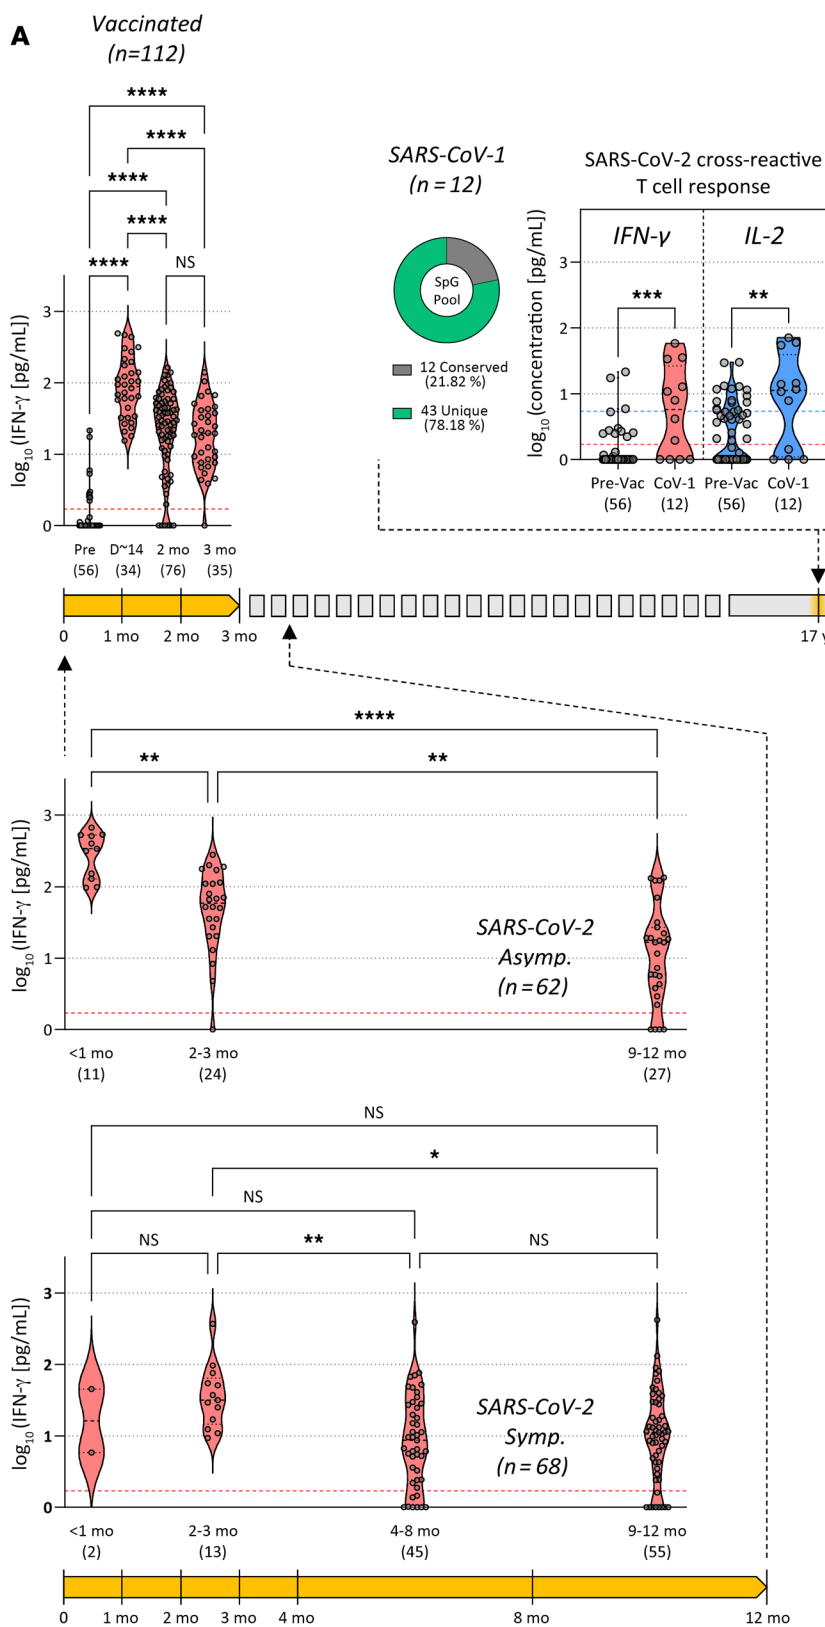 A
Vaccinated
(n=112)
****
****
****
****
****
NS
log10(IFN-γ [pg/mL])
3
2
1
0
Pre
D~14
2 mo
3 mo
(56)
(34)
(76)
(35)
SARS-CoV-1
(n = 12)
SpG
Pool
12 Conserved
(21.82 %)
43 Unique
(78.18 %)
SARS-CoV-2 cross-reactive
T cell response
IFN-γ
IL-2
***
**
log10(concentration [pg/mL])
3
2
1
0
Pre-Vac
CoV-1
Pre-Vac
CoV-1
(56)
(12)
(56)
(12)
0
1 mo
2 mo
3 mo
17 y
****
**
**
log10(IFN-γ [pg/mL])
3
2
1
0
SARS-CoV-2
Asymp.
(n = 62)
<1 mo
2-3 mo
9-12 mo
(11)
(24)
(27)
NS
*
NS
NS
**
NS
log10(IFN-γ [pg/mL])
3
2
1
0
SARS-CoV-2
Symp.
(n = 68)
<1 mo
2-3 mo
4-8 mo
9-12 mo
(2)
(13)
(45)
(55)
0
1 mo
2 mo
3 mo
4 mo
8 mo
12 mo